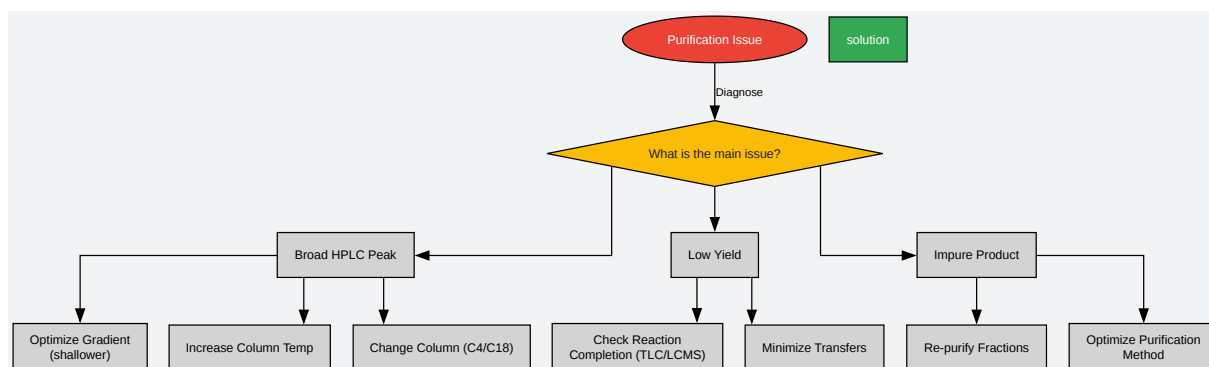 Purification Issue
solution
Diagnose
What is the main issue?
Broad HPLC Peak
Low Yield
Impure Product
Optimize Gradient
(shallower)
Increase Column Temp
Change Column (C4/C18)
Check Reaction
Completion (TLC/LCMS)
Minimize Transfers
Re-purify Fractions
Optimize Purification
Method